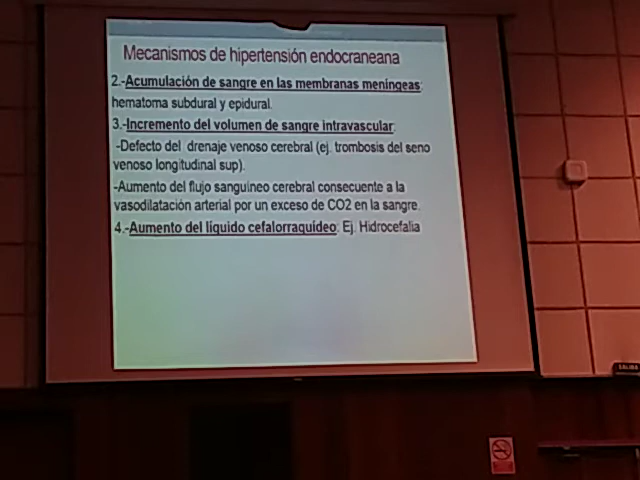 Mecanismos de hipertensión endocraneana
2.-Acumulación de sangre en las membranas meníngeas:
hematoma subdural y epidural.
3.-Incremento del volumen de sangre intravascular:
-Defecto del drenaje venoso cerebral (ej. trombosis del seno
venoso longitudinal sup).
-Aumento del flujo sanguíneo cerebral consecuente a la
vasodilatación arterial por un exceso de CO2 en la sangre.
4.-Aumento del líquido cefalorraquídeo: Ej. Hidrocefalia
SALIDA